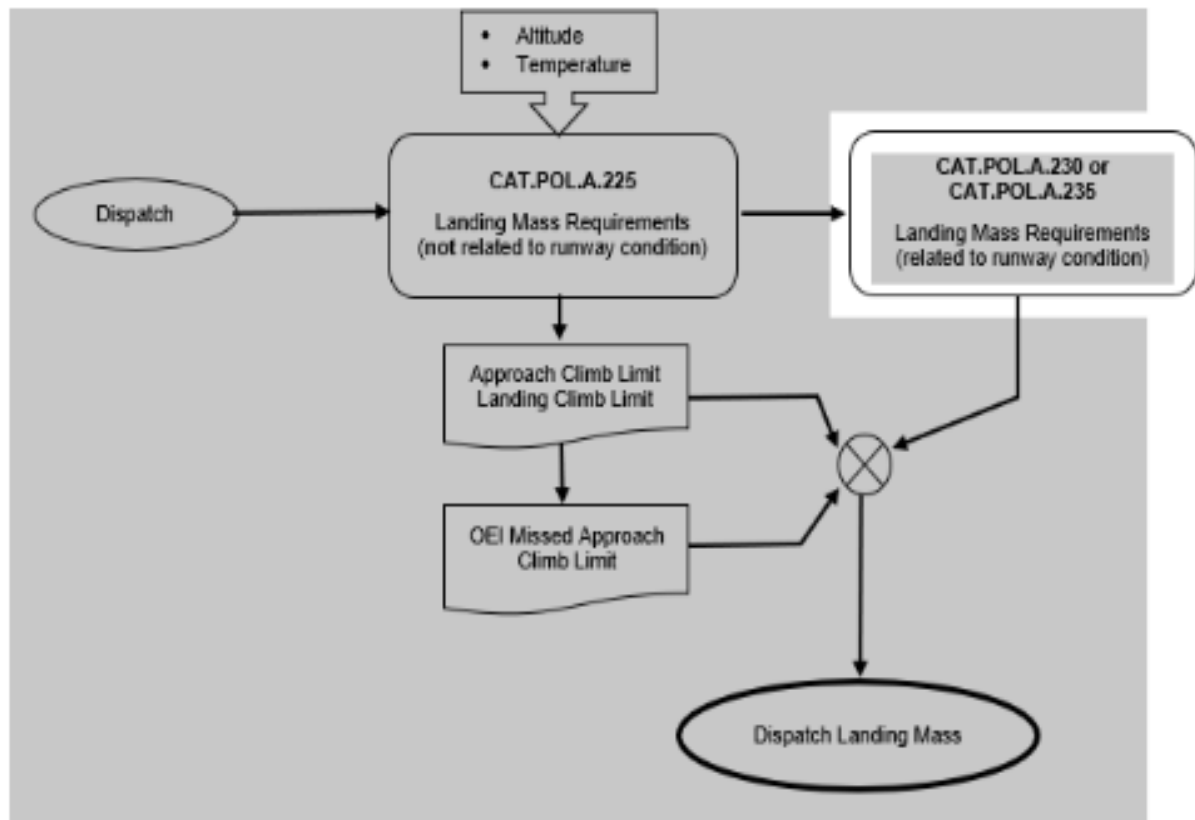 • Altitude
• Temperature
CAT.POL.A.225
Landing Mass Requirements
(not related to runway condition)
CAT.POL.A.230 or
CAT.POL.A.235
Landing Mass Requirements
(related to runway condition)
Dispatch
Approach Climb Limit
Landing Climb Limit
OEI Missed Approach
Climb Limit
Dispatch Landing Mass